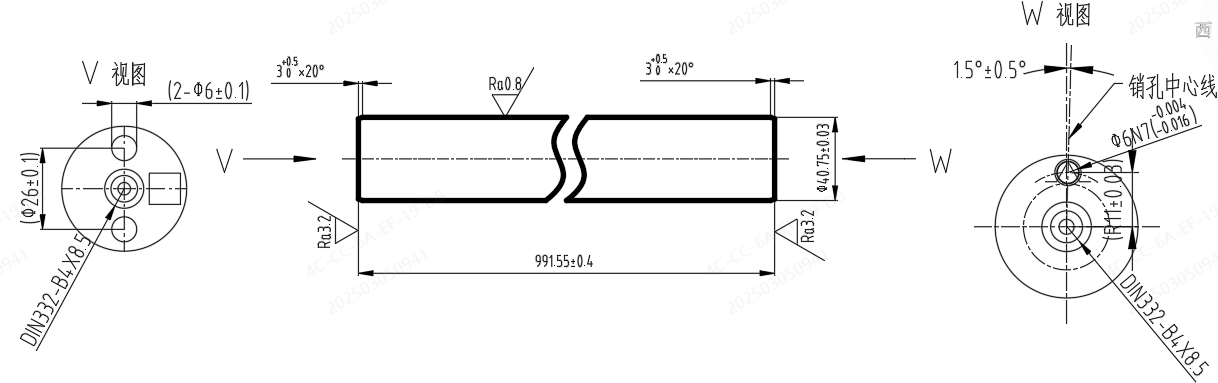 V 视图
(2-Φ6±0.1)
(Φ26±0.1)
DIN332-B4X8.5
V
3+0.5 0 ×20°
Ra0.8
3+0.5 0 ×20°
Φ40.75±0.03
Ra3.2
Ra3.2
991.55±0.4
W
W 视图
西
1.5°±0.5°
销孔中心线
Φ6N7(-0.004 -0.016)
(R11±0.03)
DIN332-B4X8.5